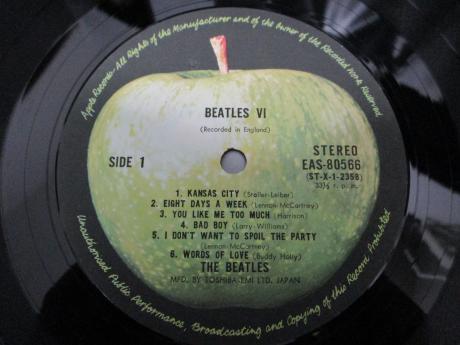 Apple Records-All Rights of the Manufacturer and of the Owner of the Recorded Work Reserved
BEATLES VI
(Recorded in England)
SIDE 1
STEREO
EAS-80566
(ST-X-1-2358)
33⅓ r. p. m.
1. KANSAS CITY (Stoller-Leiber)
2. EIGHT DAYS A WEEK (Lennon-McCartney)
3. YOU LIKE ME TOO MUCH (Harrison)
4. BAD BOY (Larry-Williams)
5. I DON'T WANT TO SPOIL THE PARTY
(Lennon-McCartney)
6. WORDS OF LOVE (Buddy Holly)
THE BEATLES
MFD. BY TOSHIBA-EMI LTD. JAPAN
Unauthorised Public Performance, Broadcasting and Copying of this Record Prohibited